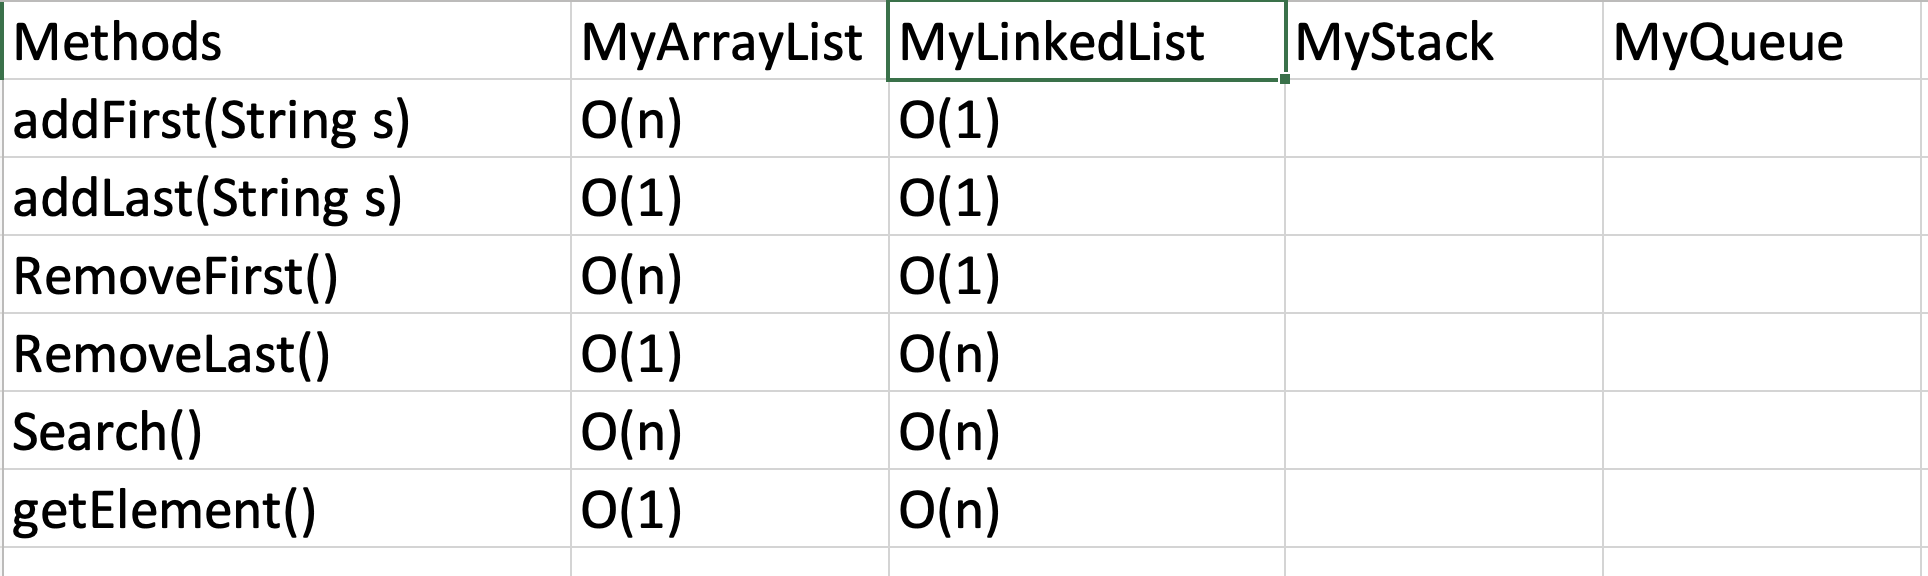 Methods MyArrayList MyLinkedList MyStack MyQueue
addFirst(String s) O(n) O(1)
addLast(String s) O(1) O(1)
RemoveFirst() O(n) O(1)
RemoveLast() O(1) O(n)
Search() O(n) O(n)
getElement() O(1) O(n)